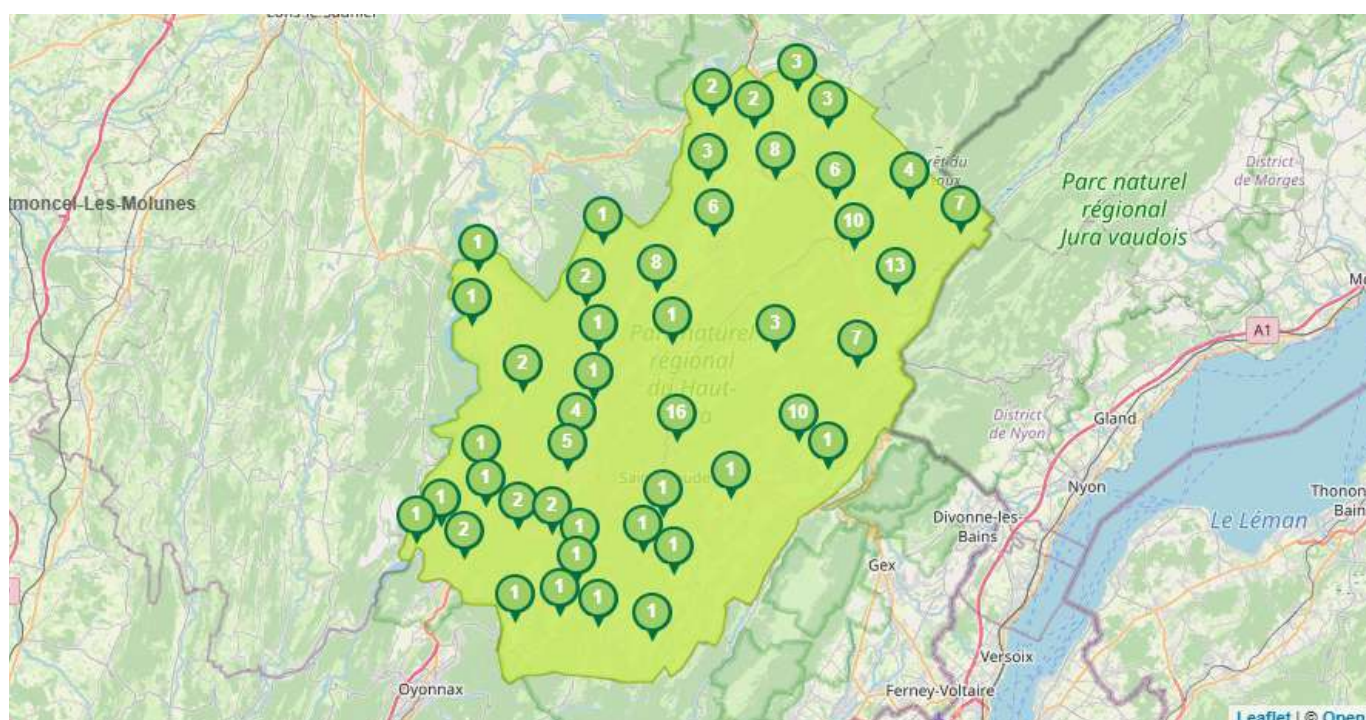 3
2
2
3
3
8
6
4
rêt du
Parc naturel
régional
Jura vaudois
District
de Morges
7
tmoncel-Les-Molunes
1
6
10
1
2
8
13
1
1
1
3
7
A1
Parc naturel
régional
du Haut-
2
1
4
16
10
1
District
de Nyon
Gland
1
5
1
1
Nyon
1
2
2
1
1
1
2
1
1
1
1
Divonne-les-
Bains
Thonon
Bain
Le Léman
Gex
1
1
1
1
Versoix
Oyonnax
Ferney-Voltaire
Leaflet | © Open